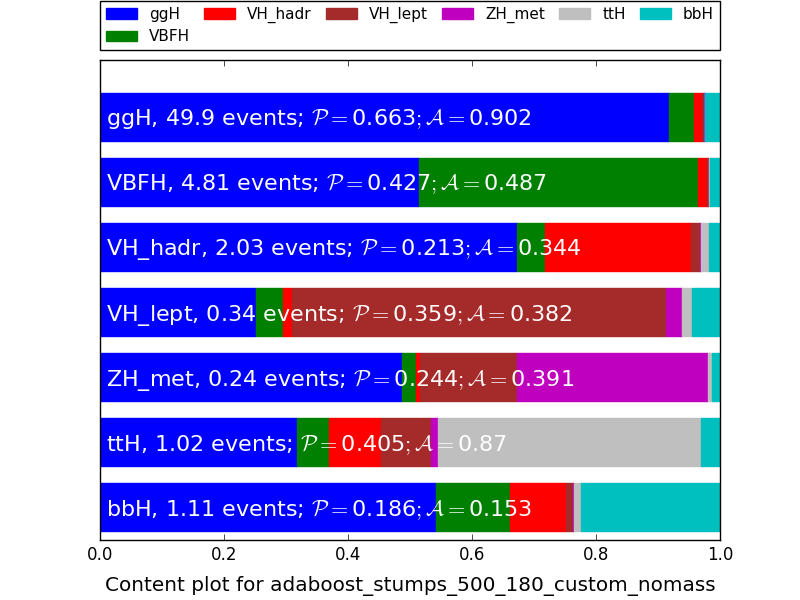 ggH VH_hadr VH_lept ZH_met ttH bbH
VBFH
ggH, 49.9 events; 𝒫 = 0.663; 𝒜 = 0.902
VBFH, 4.81 events; 𝒫 = 0.427; 𝒜 = 0.487
VH_hadr, 2.03 events; 𝒫 = 0.213; 𝒜 = 0.344
VH_lept, 0.34 events; 𝒫 = 0.359; 𝒜 = 0.382
ZH_met, 0.24 events; 𝒫 = 0.244; 𝒜 = 0.391
ttH, 1.02 events; 𝒫 = 0.405; 𝒜 = 0.87
bbH, 1.11 events; 𝒫 = 0.186; 𝒜 = 0.153
0.0 0.2 0.4 0.6 0.8 1.0
Content plot for adaboost_stumps_500_180_custom_nomass